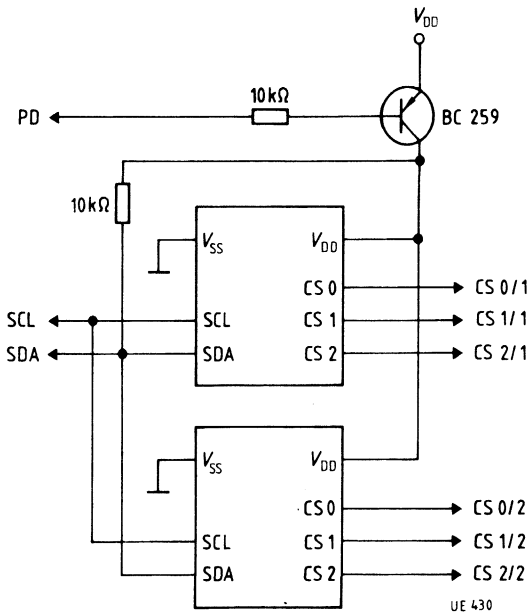 V_DD
10kΩ
PD
BC 259
10kΩ
V_SS V_DD
CS 0 CS 0/1
SCL SCL CS 1 CS 1/1
SDA SDA CS 2 CS 2/1
V_SS V_DD
CS 0 CS 0/2
SCL CS 1 CS 1/2
SDA CS 2 CS 2/2
UE 430